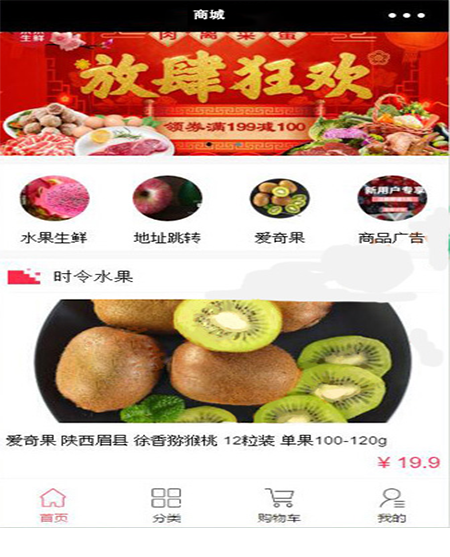 商城
生鲜
肉禽菜蛋
放肆狂欢
领券满199减100
新用户专享
水果生鲜
地址跳转
爱奇果
商品广告
时令水果
爱奇果 陕西眉县 徐香猕猴桃 12粒装 单果100-120g
¥ 19.9
首页
分类
购物车
我的